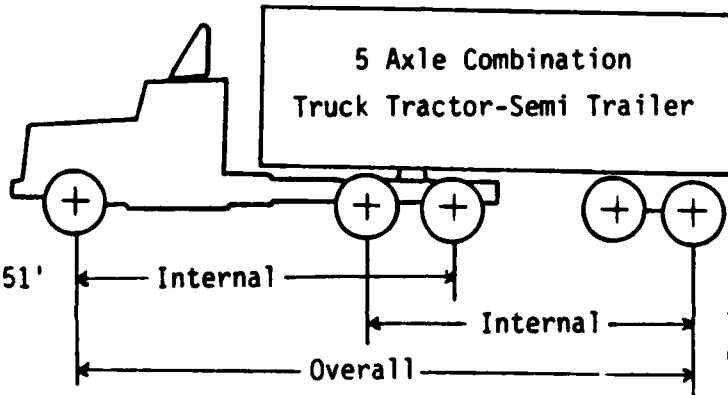 5 Axle Combination
Truck Tractor-Semi Trailer
51' Internal
Internal
Overall